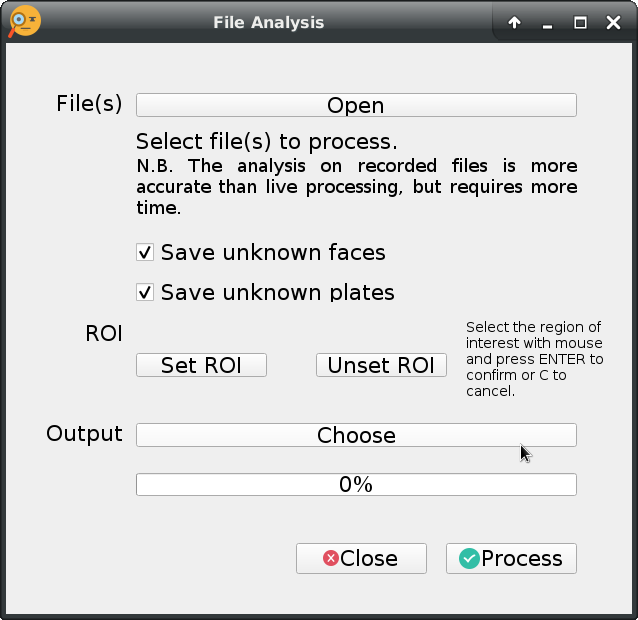 File Analysis
File(s)
Open
Select file(s) to process.
N.B. The analysis on recorded files is more
accurate than live processing, but requires more
time.
Save unknown faces
Save unknown plates
ROI
Set ROI
Unset ROI
Select the region of
interest with mouse
and press ENTER to
confirm or C to
cancel.
Output
Choose
0%
Close
Process